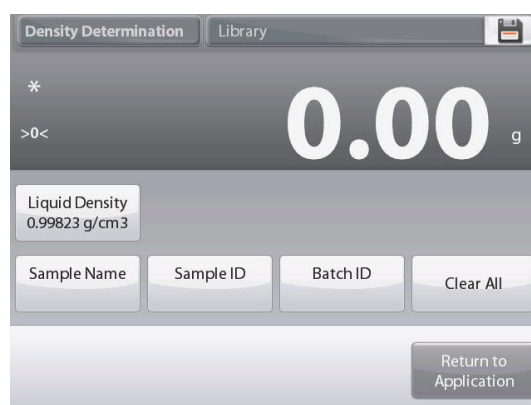 Density Determination Library
*
0.00 g
>0<
Liquid Density
0.99823 g/cm3
Sample Name Sample ID Batch ID Clear All
Return to
Application